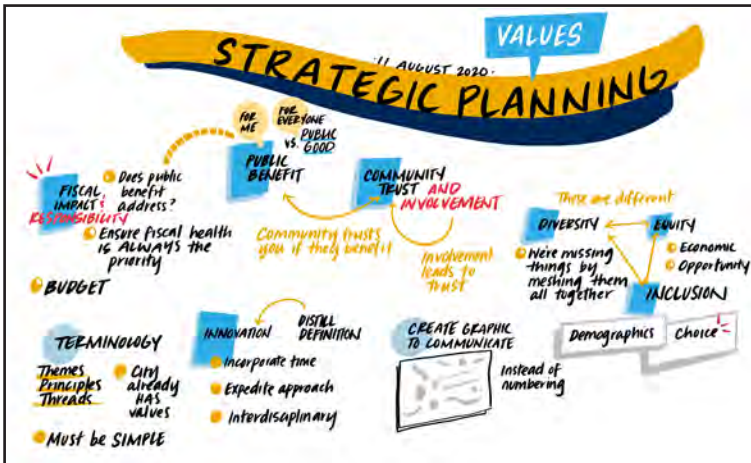 VALUES
· 11 AUGUST 2020 ·
STRATEGIC PLANNING
FOR
ME
FOR
EVERYONE
VS. PUBLIC
GOOD
PUBLIC
BENEFIT
COMMUNITY
TRUST AND
INVOLVEMENT
FISCAL
IMPACT &
RESPONSIBILITY
Does public
benefit
address?
Ensure fiscal health
is ALWAYS the
priority
BUDGET
Community trusts
you if they benefit
Involvement
leads to
trust
These are different
DIVERSITY
EQUITY
Economic
Opportunity
We're missing
things by
meshing them
all together
INCLUSION
Demographics
Choice
TERMINOLOGY
Themes
Principles
Threads
City
already
HAS
values
Must be SIMPLE
INNOVATION
DISTILL
DEFINITION
Incorporate time
Expedite approach
Interdisciplinary
CREATE GRAPHIC
TO COMMUNICATE
Instead of
numbering